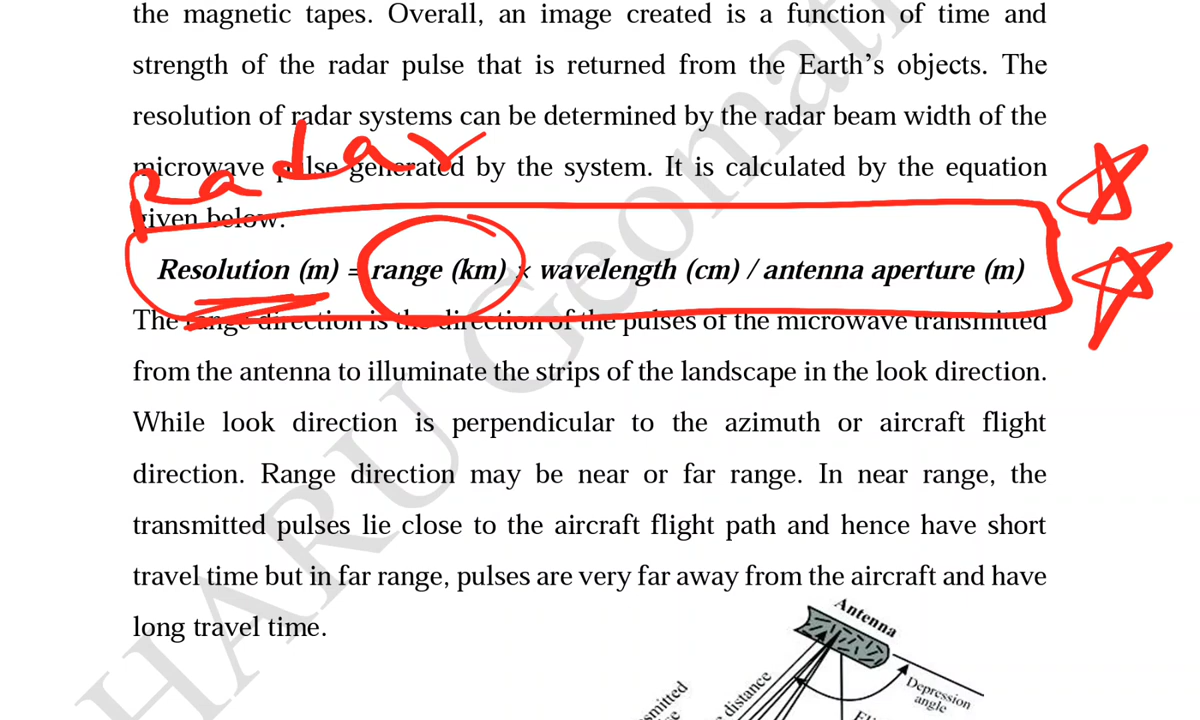 the magnetic tapes. Overall, an image created is a function of time and
strength of the radar pulse that is returned from the Earth’s objects. The
resolution of radar systems can be determined by the radar beam width of the
microwave pulse generated by the system. It is calculated by the equation
Radar
given below.
Resolution (m) = range (km) × wavelength (cm) / antenna aperture (m)
The range direction is the direction of the pulses of the microwave transmitted
from the antenna to illuminate the strips of the landscape in the look direction.
While look direction is perpendicular to the azimuth or aircraft flight
direction. Range direction may be near or far range. In near range, the
transmitted pulses lie close to the aircraft flight path and hence have short
travel time but in far range, pulses are very far away from the aircraft and have
long travel time.
Antenna
distance
Depression
angle
HARU Geomati